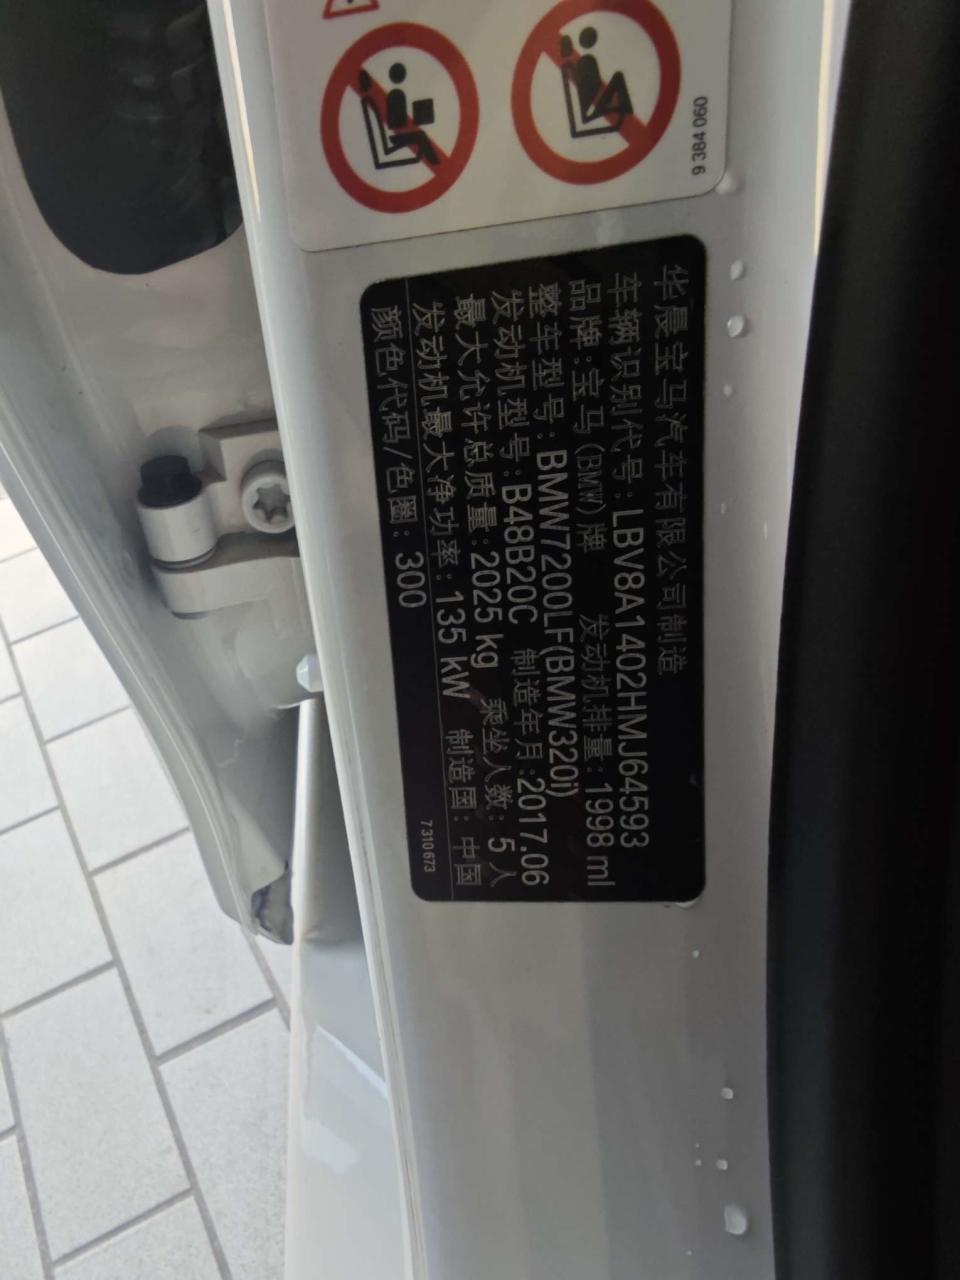 9 384 060
华晨宝马汽车有限公司制造
车辆识别代号:LBV8A1402HMJ64593
品牌:宝马(BMW)牌 发动机排量:1998 ml
整车型号:BMW7200LF(BMW320i)
发动机型号:B48B20C 制造年月:2017.06
最大允许总质量:2025 kg 乘坐人数:5人
发动机最大净功率:135 kW 制造国:中国
颜色代码/色圈:300
7 310 673